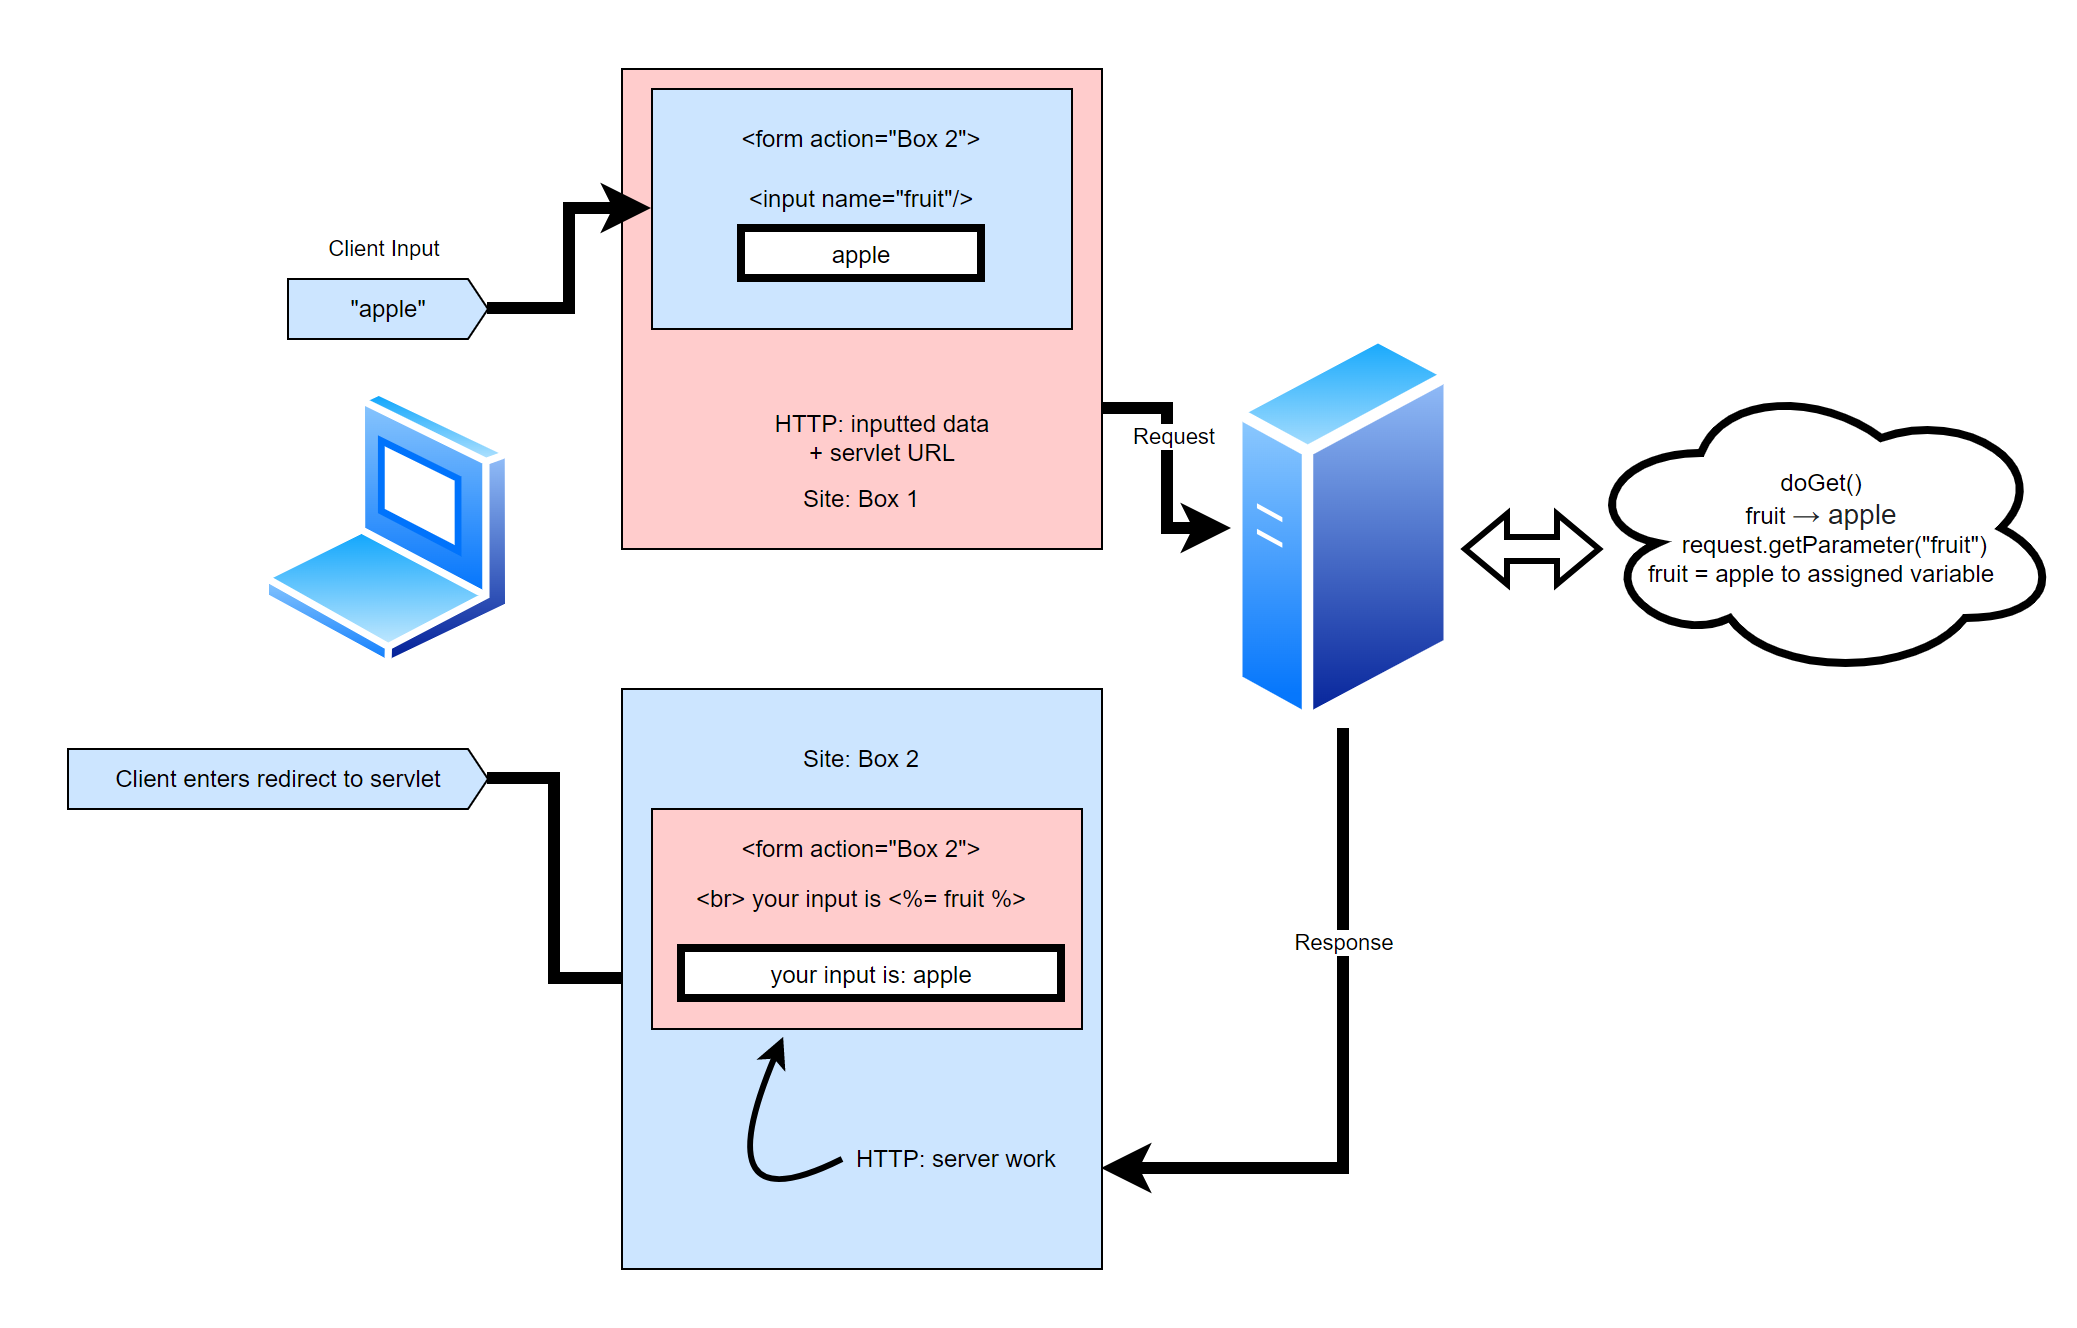 <form action="Box 2">
<input name="fruit"/>
apple
Client Input
"apple"
HTTP: inputted data
+ servlet URL
Site: Box 1
Request
doGet()
fruit → apple
request.getParameter("fruit")
fruit = apple to assigned variable
Site: Box 2
Client enters redirect to servlet
<form action="Box 2">
<br> your input is <%= fruit %>
your input is: apple
Response
HTTP: server work